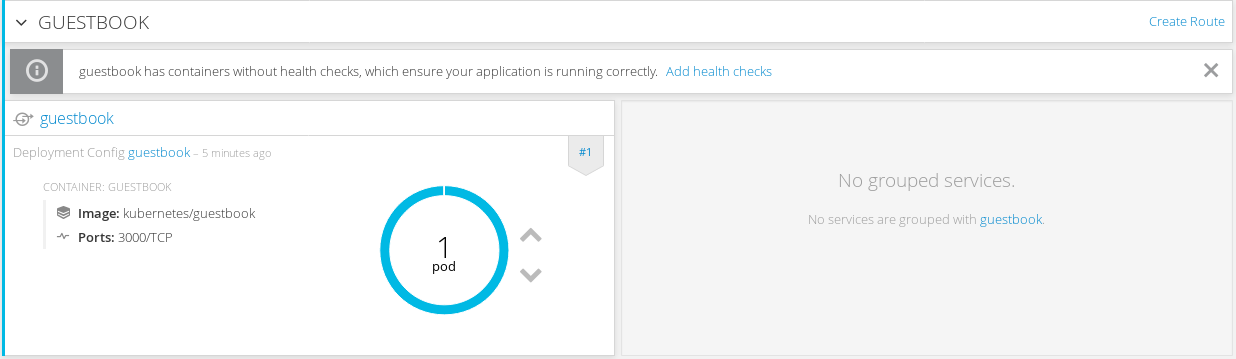 GUESTBOOK
Create Route
guestbook has containers without health checks, which ensure your application is running correctly. Add health checks
guestbook
Deployment Config guestbook – 5 minutes ago
#1
CONTAINER: GUESTBOOK
Image: kubernetes/guestbook
Ports: 3000/TCP
1
pod
No grouped services.
No services are grouped with guestbook.